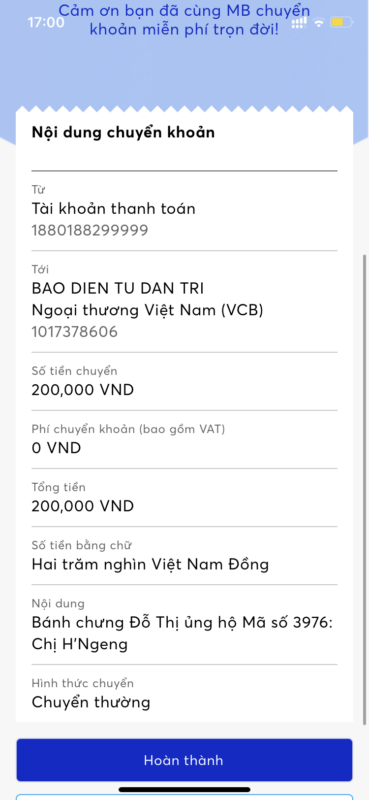 Cảm ơn bạn đã cùng MB chuyển
17:00
khoản miễn phí trọn đời!
Nội dung chuyển khoản
Từ
Tài khoản thanh toán
1880188299999
Tới
BAO DIEN TU DAN TRI
Ngoại thương Việt Nam (VCB)
1017378606
Số tiền chuyển
200,000 VND
Phí chuyển khoản (bao gồm VAT)
0 VND
Tổng tiền
200,000 VND
Số tiền bằng chữ
Hai trăm nghìn Việt Nam Đồng
Nội dung
Bánh chưng Đỗ Thị ủng hộ Mã số 3976:
Chị H'Ngeng
Hình thức chuyển
Chuyển thường
Hoàn thành